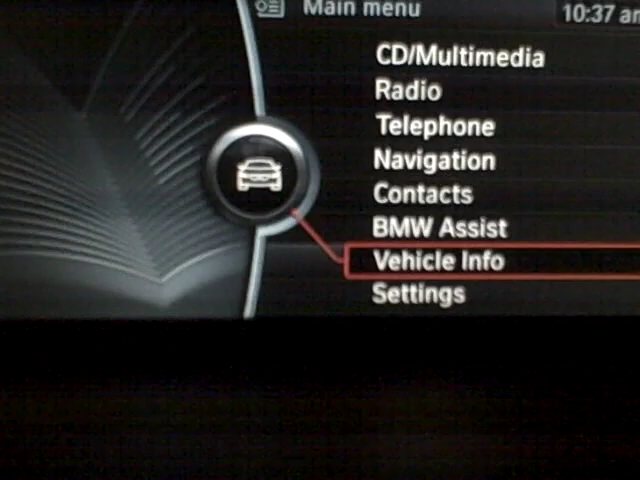 Main menu
10:37 am
CD/Multimedia
Radio
Telephone
Navigation
Contacts
BMW Assist
Vehicle Info
Settings